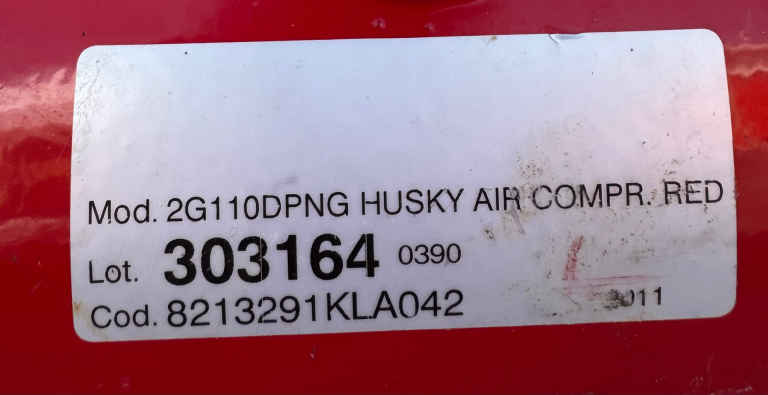 Mod. 2G110DPNG HUSKY AIR COMPR. RED
Lot. 303164 0390
Cod. 8213291KLA042